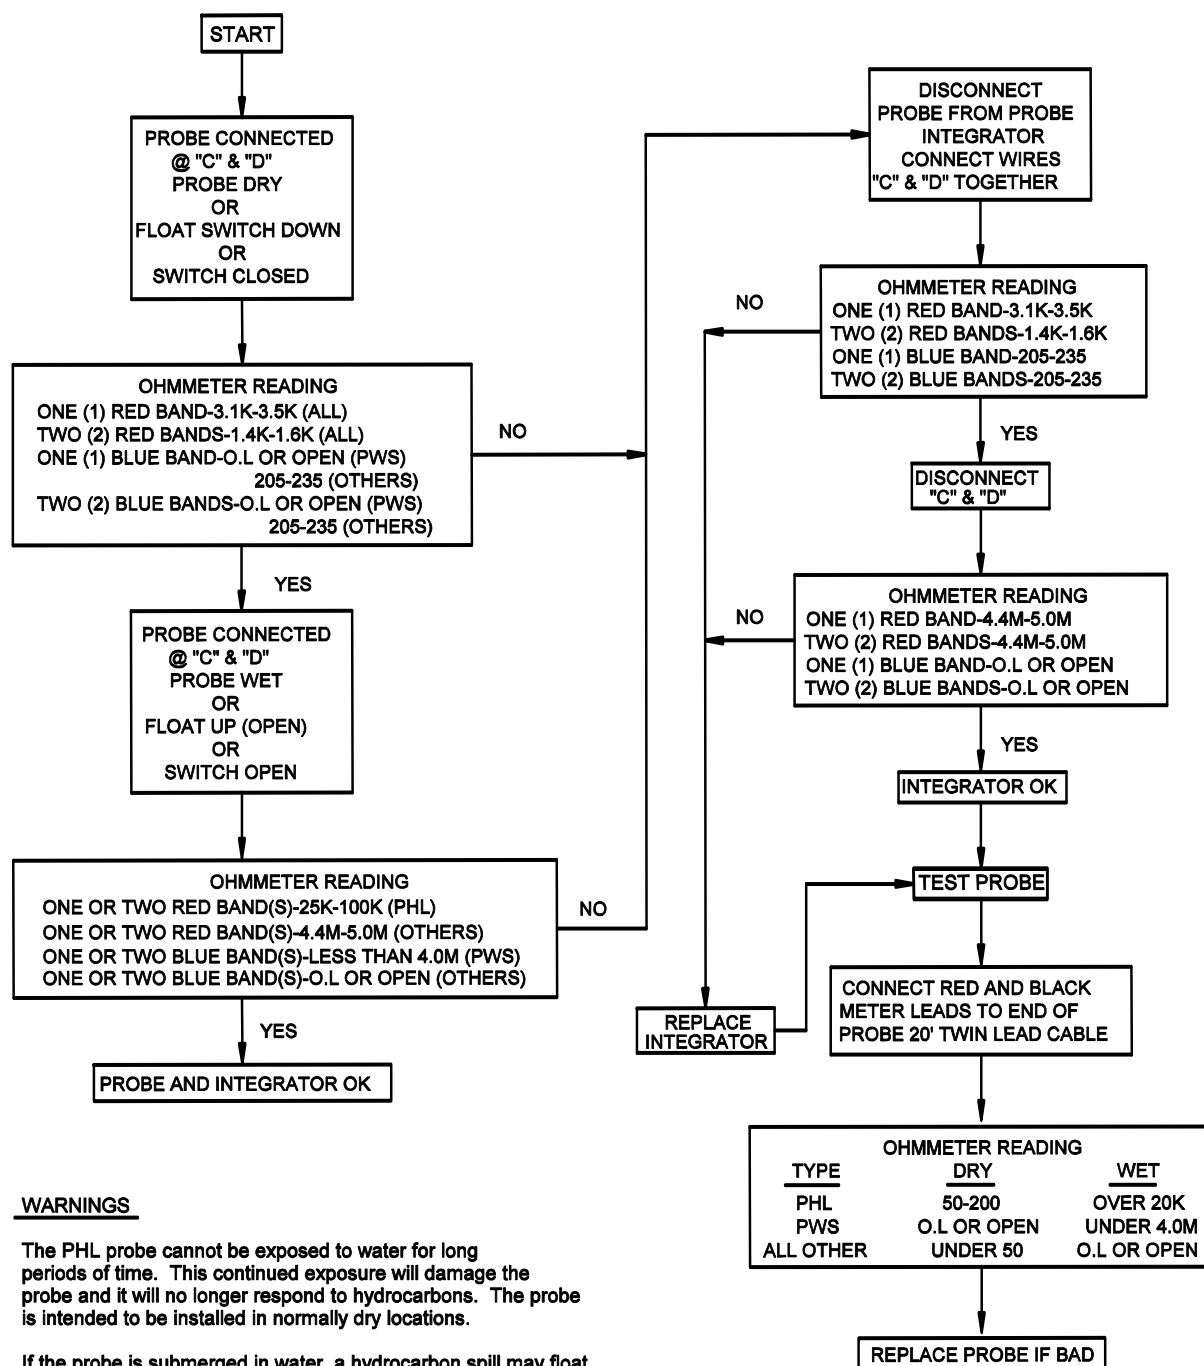 START
PROBE CONNECTED
@ "C" & "D"
PROBE DRY
OR
FLOAT SWITCH DOWN
OR
SWITCH CLOSED
OHMMETER READING
ONE (1) RED BAND-3.1K-3.5K (ALL)
TWO (2) RED BANDS-1.4K-1.6K (ALL)
ONE (1) BLUE BAND-O.L OR OPEN (PWS)
205-235 (OTHERS)
TWO (2) BLUE BANDS-O.L OR OPEN (PWS)
205-235 (OTHERS)
NO
YES
PROBE CONNECTED
@ "C" & "D"
PROBE WET
OR
FLOAT UP (OPEN)
OR
SWITCH OPEN
OHMMETER READING
ONE OR TWO RED BAND(S)-25K-100K (PHL)
ONE OR TWO RED BAND(S)-4.4M-5.0M (OTHERS)
ONE OR TWO BLUE BAND(S)-LESS THAN 4.0M (PWS)
ONE OR TWO BLUE BAND(S)-O.L OR OPEN (OTHERS)
NO
YES
PROBE AND INTEGRATOR OK
DISCONNECT
PROBE FROM PROBE
INTEGRATOR
CONNECT WIRES
"C" & "D" TOGETHER
OHMMETER READING
ONE (1) RED BAND-3.1K-3.5K
TWO (2) RED BANDS-1.4K-1.6K
ONE (1) BLUE BAND-205-235
TWO (2) BLUE BANDS-205-235
NO
YES
DISCONNECT
"C" & "D"
OHMMETER READING
ONE (1) RED BAND-4.4M-5.0M
TWO (2) RED BANDS-4.4M-5.0M
ONE (1) BLUE BAND-O.L OR OPEN
TWO (2) BLUE BANDS-O.L OR OPEN
NO
YES
INTEGRATOR OK
TEST PROBE
REPLACE
INTEGRATOR
CONNECT RED AND BLACK
METER LEADS TO END OF
PROBE 20' TWIN LEAD CABLE
OHMMETER READING
TYPE DRY WET
PHL 50-200 OVER 20K
PWS O.L OR OPEN UNDER 4.0M
ALL OTHER UNDER 50 O.L OR OPEN
REPLACE PROBE IF BAD
WARNINGS
The PHL probe cannot be exposed to water for long
periods of time. This continued exposure will damage the
probe and it will no longer respond to hydrocarbons. The probe
is intended to be installed in normally dry locations.
If the probe is submerged in water, a hydrocarbon spill may float